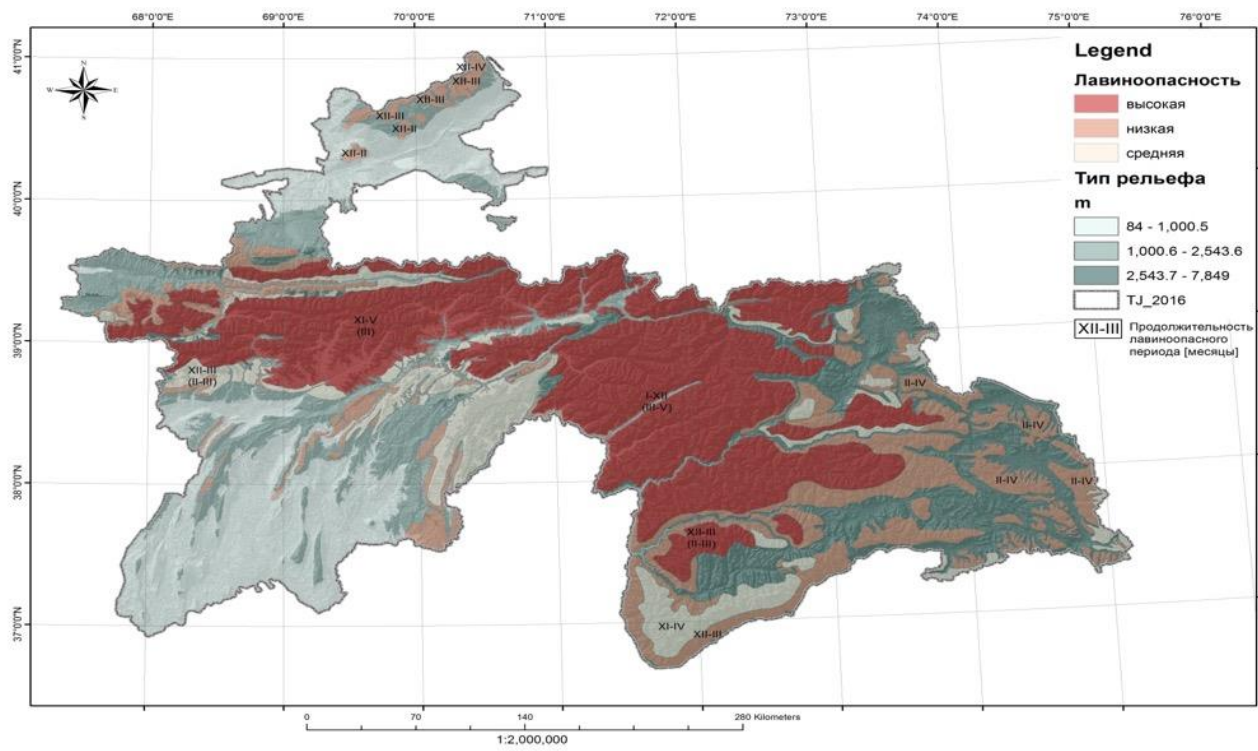 68°0'0"E 69°0'0"E 70°0'0"E 71°0'0"E 72°0'0"E 73°0'0"E 74°0'0"E 75°0'0"E 76°0'0"E
41°0'0"N
40°0'0"N
39°0'0"N
38°0'0"N
37°0'0"N
N
W E
S
XII-IV
XII-III
XII-III
XII-III
XII-II
XII-II
XI-V
(III)
XII-III
(II-III)
I-XII
(III-V)
II-IV
II-IV
II-IV
II-IV
XII-III
(II-III)
XI-IV
XII-III
Legend
Лавиноопасность
высокая
низкая
средняя
Тип рельефа
m
84 - 1,000.5
1,000.6 - 2,543.6
2,543.7 - 7,849
TJ_2016
XII-III Продолжительность
лавиноопасного
периода [месяцы]
0 70 140 280 Kilometers
1:2,000,000